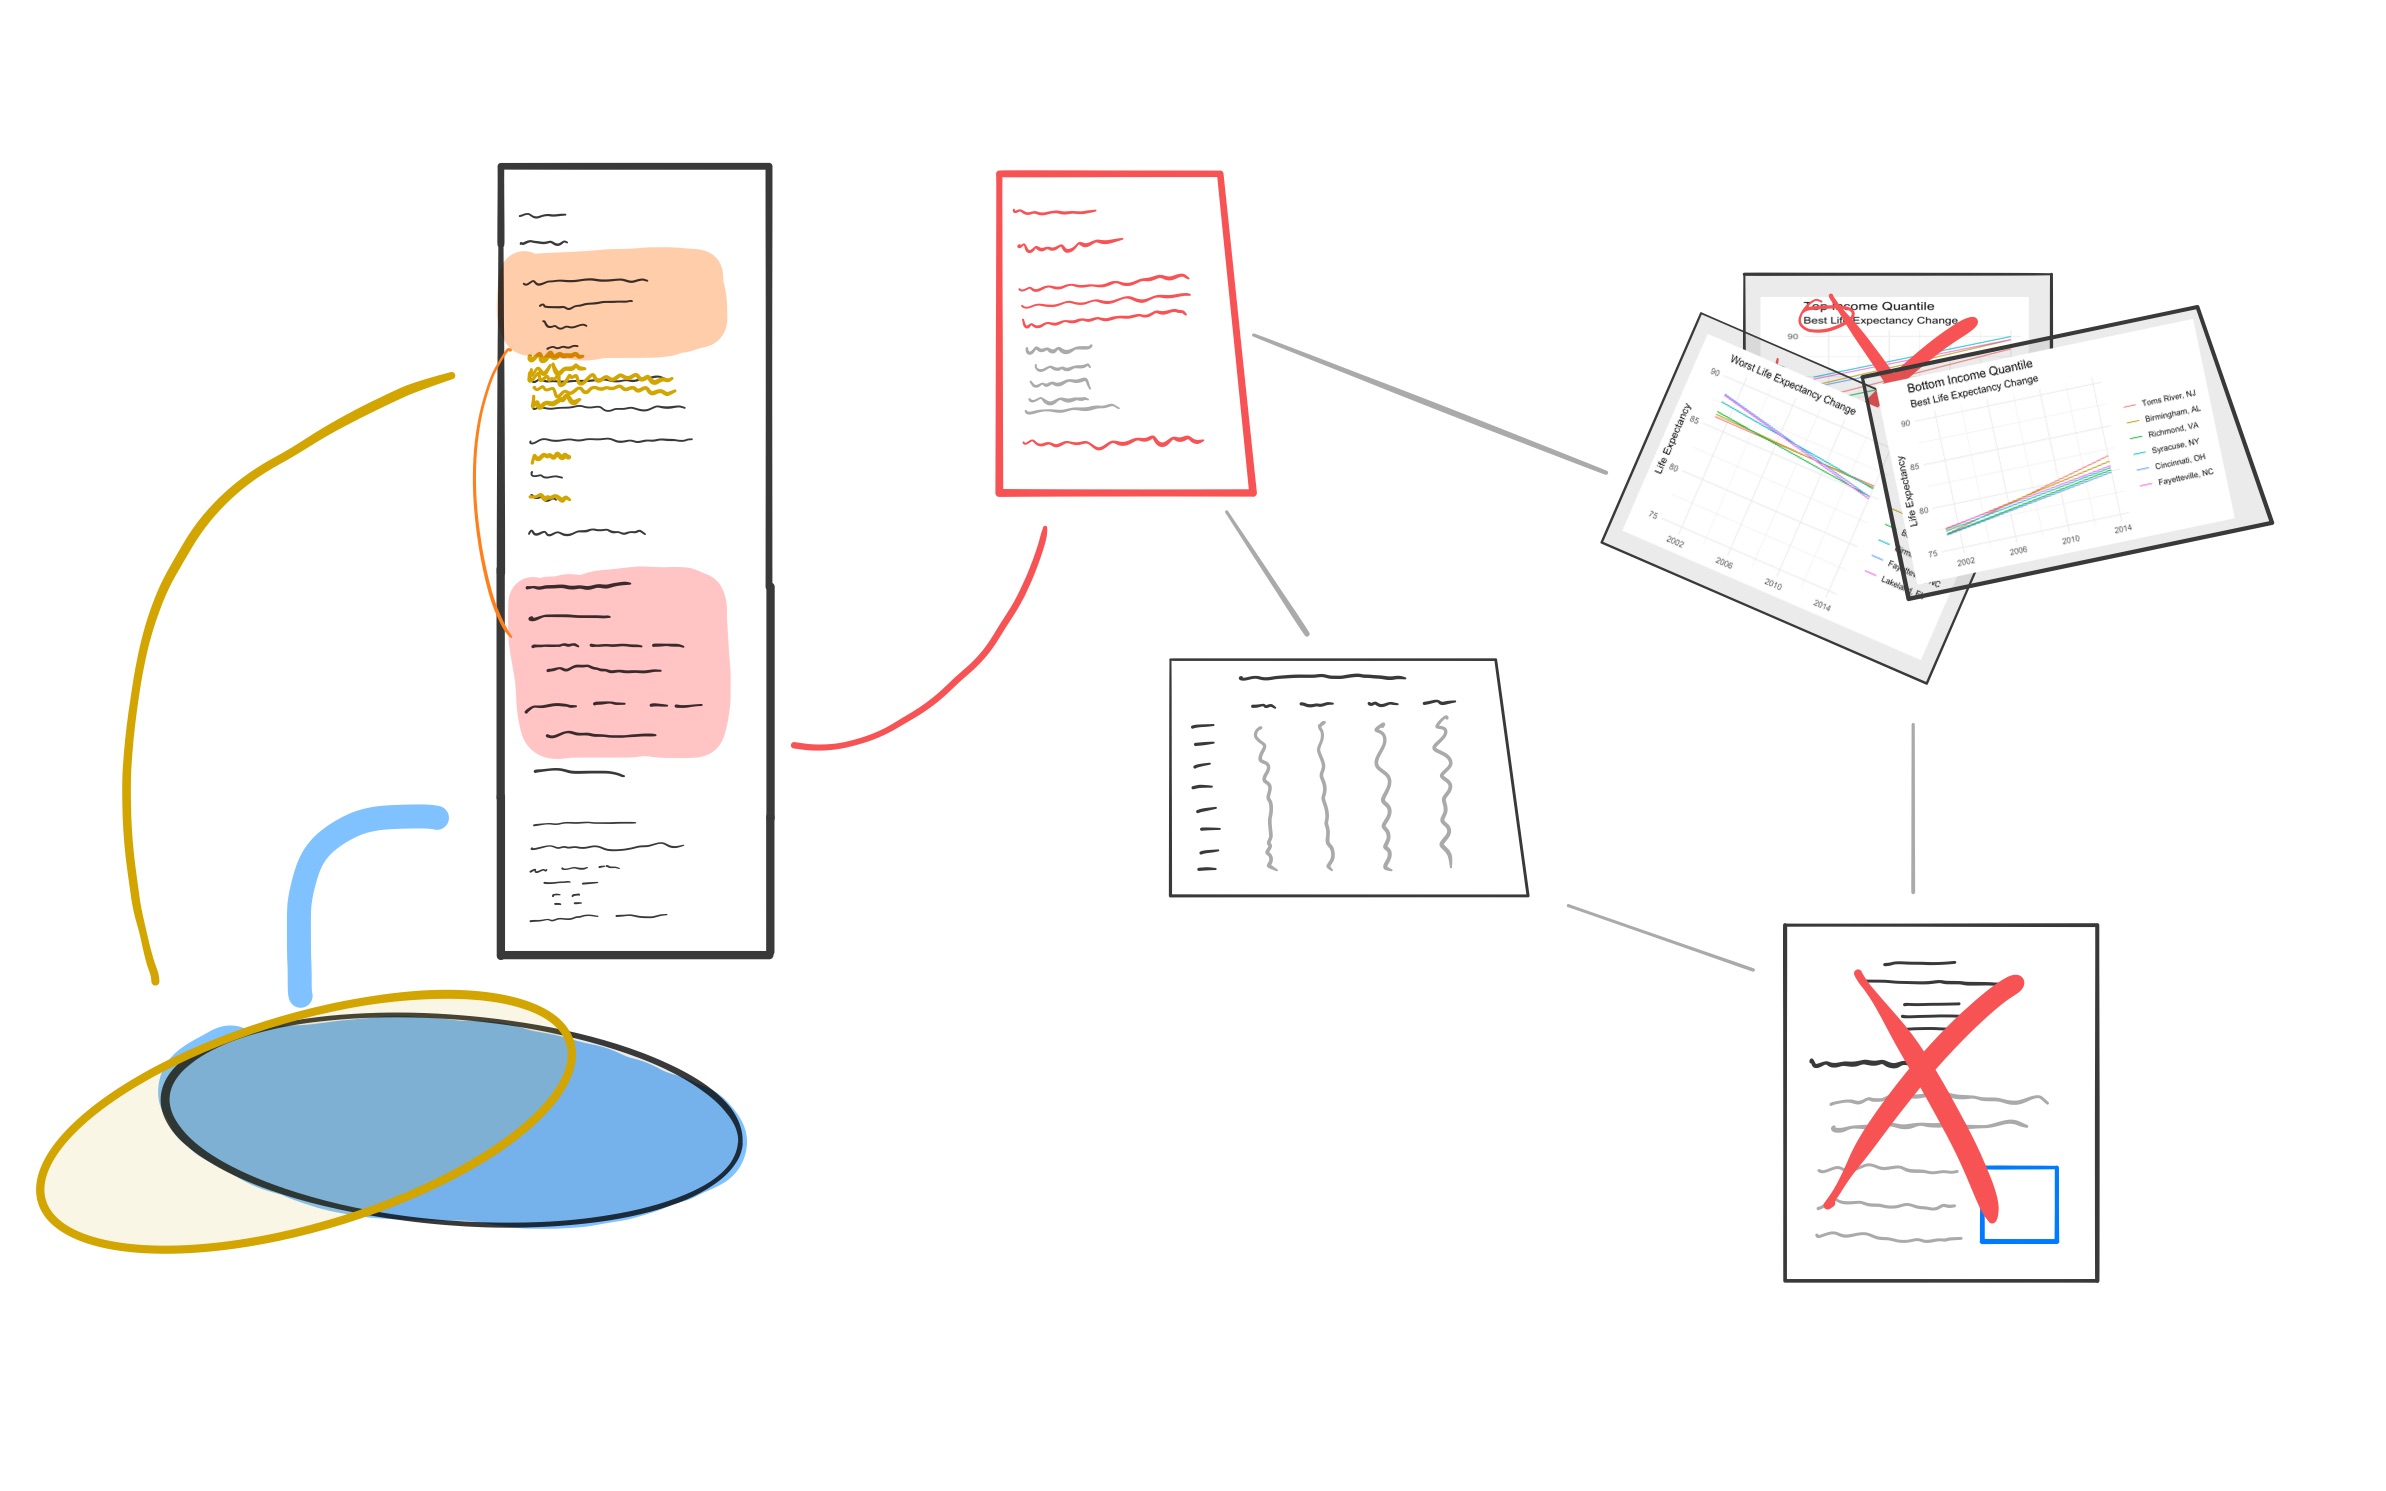 Top Income Quantile
Best Life Expectancy Change
90
Worst Life Expectancy Change
Life Expectancy
90
85
80
75
2002
2006
2010
2014
Bottom Income Quantile
Best Life Expectancy Change
Life Expectancy
90
85
80
75
2002
2006
2010
2014
Toms River, NJ
Birmingham, AL
Richmond, VA
Syracuse, NY
Cincinnati, OH
Fayetteville, NC